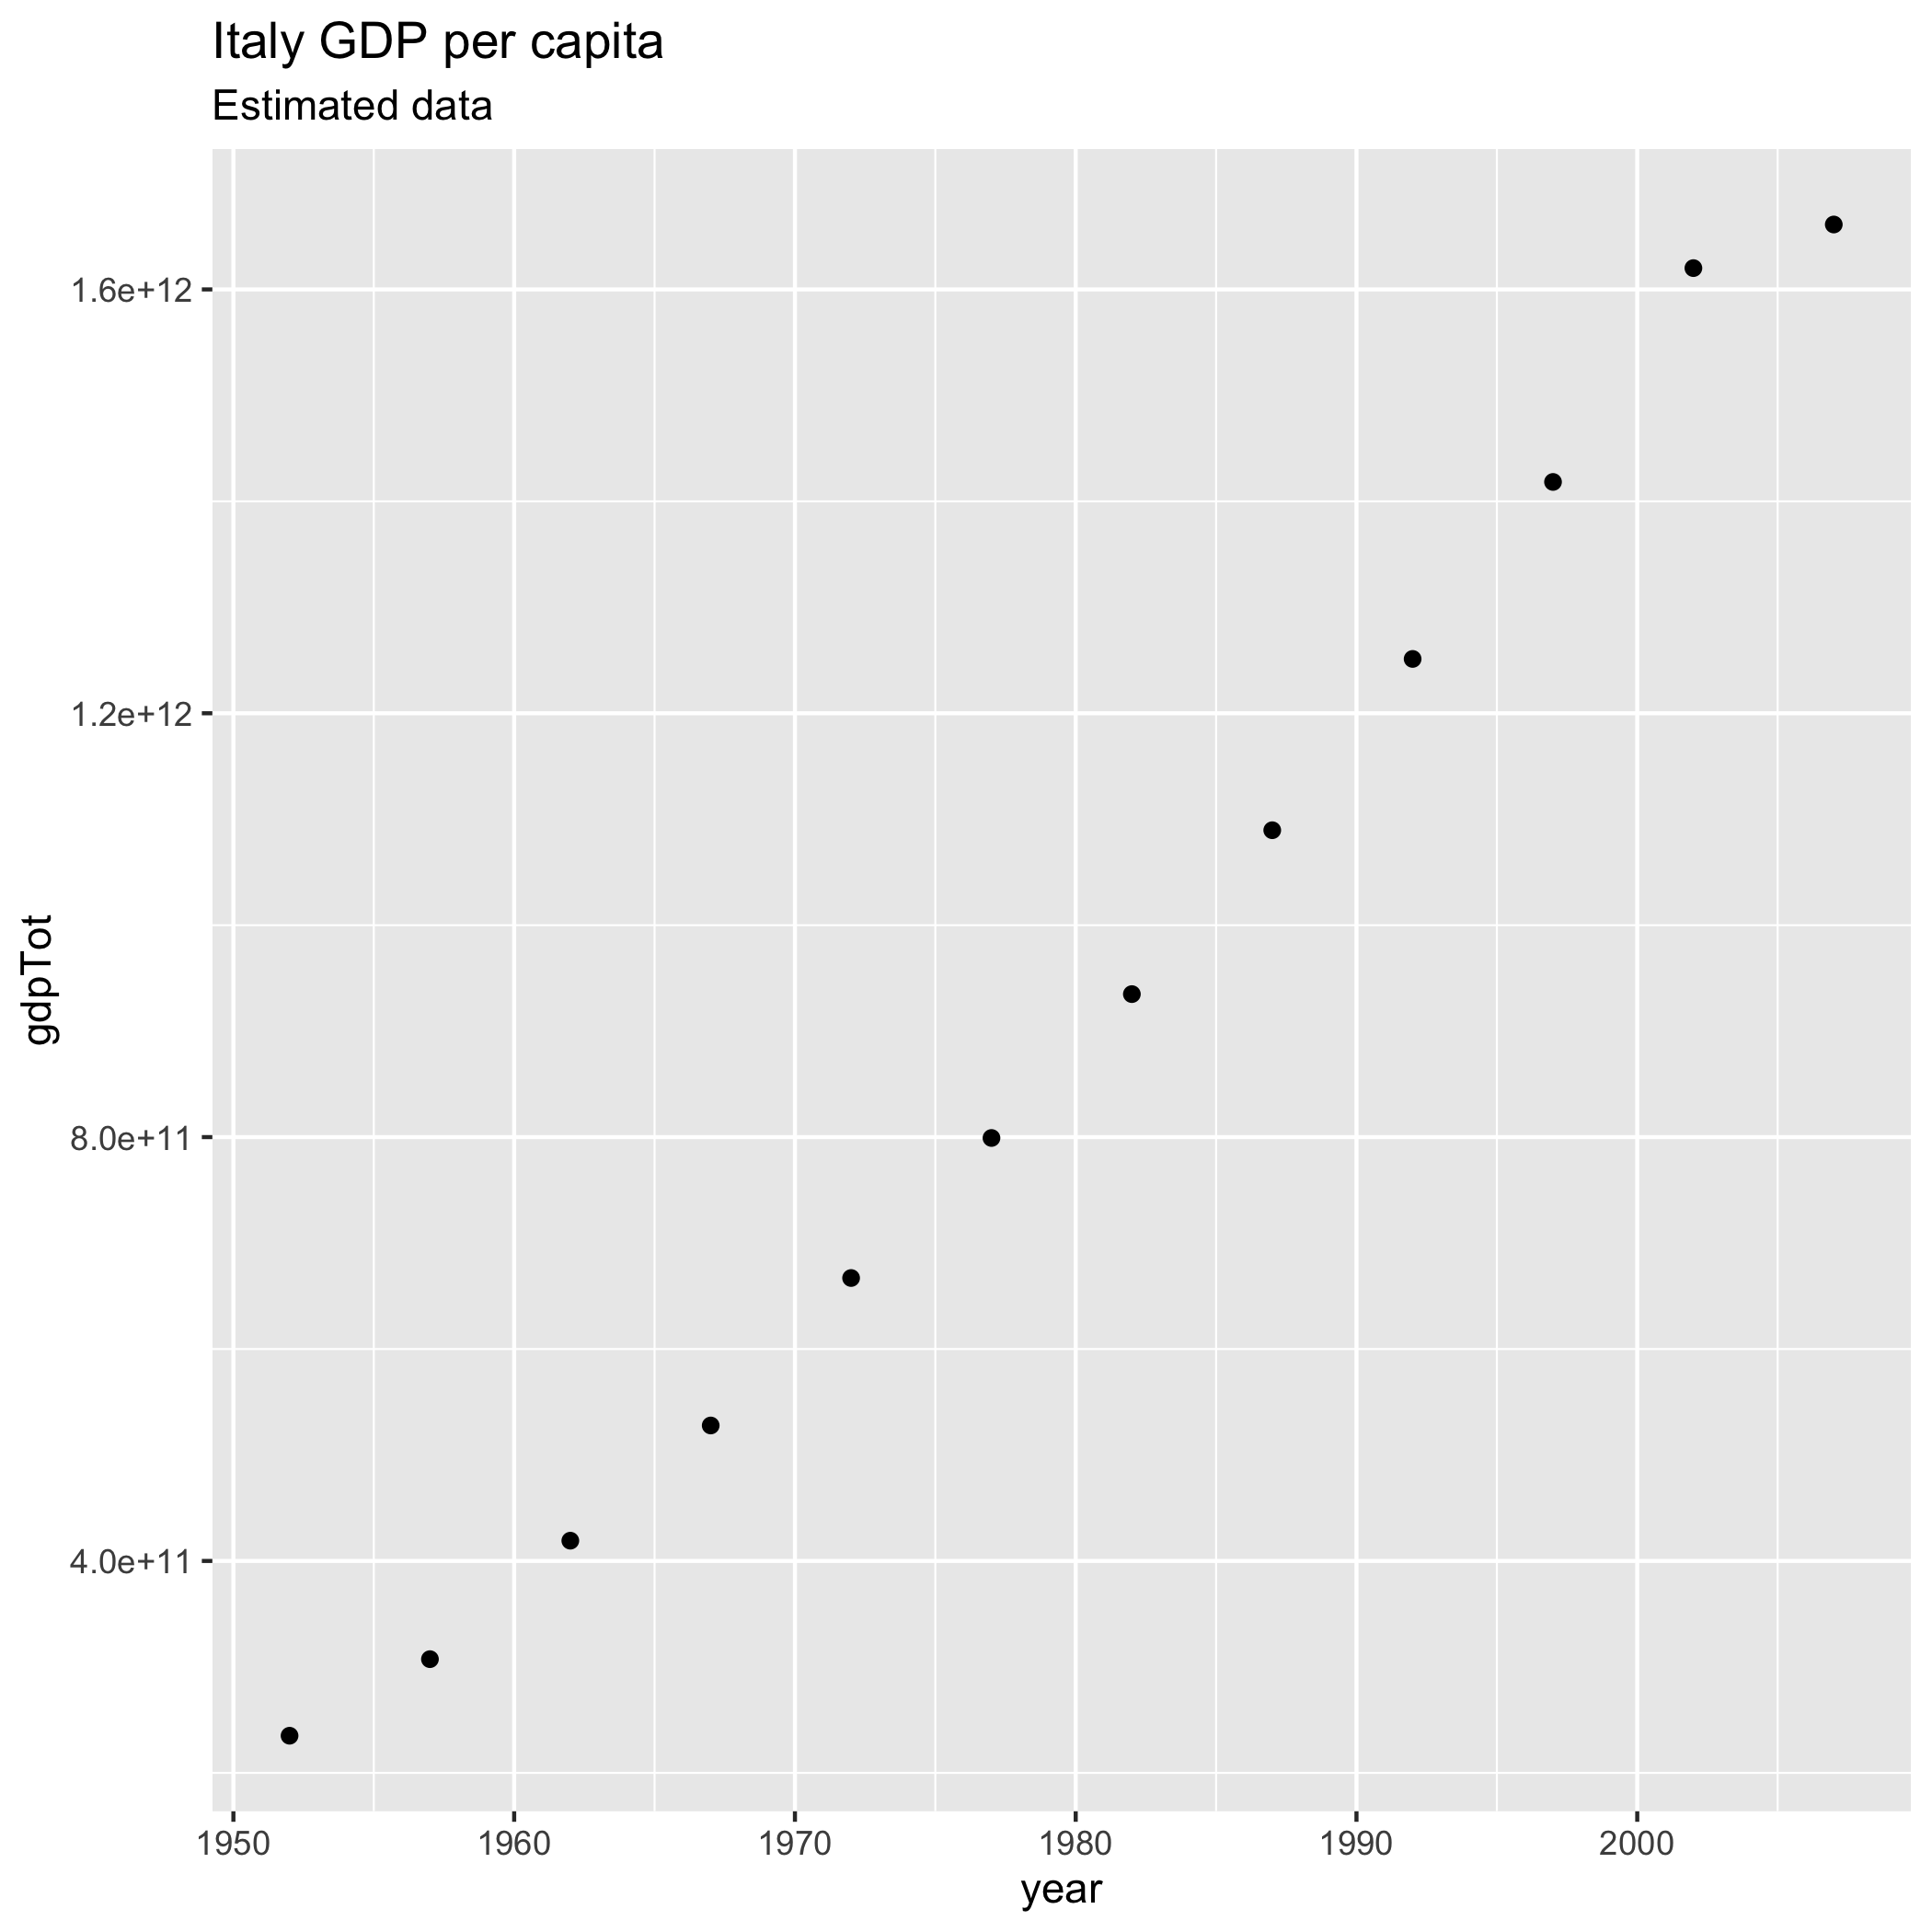 Italy GDP per capita
Estimated data
1.6e+12
1.2e+12
8.0e+11
4.0e+11
gdpTot
1950 1960 1970 1980 1990 2000
year